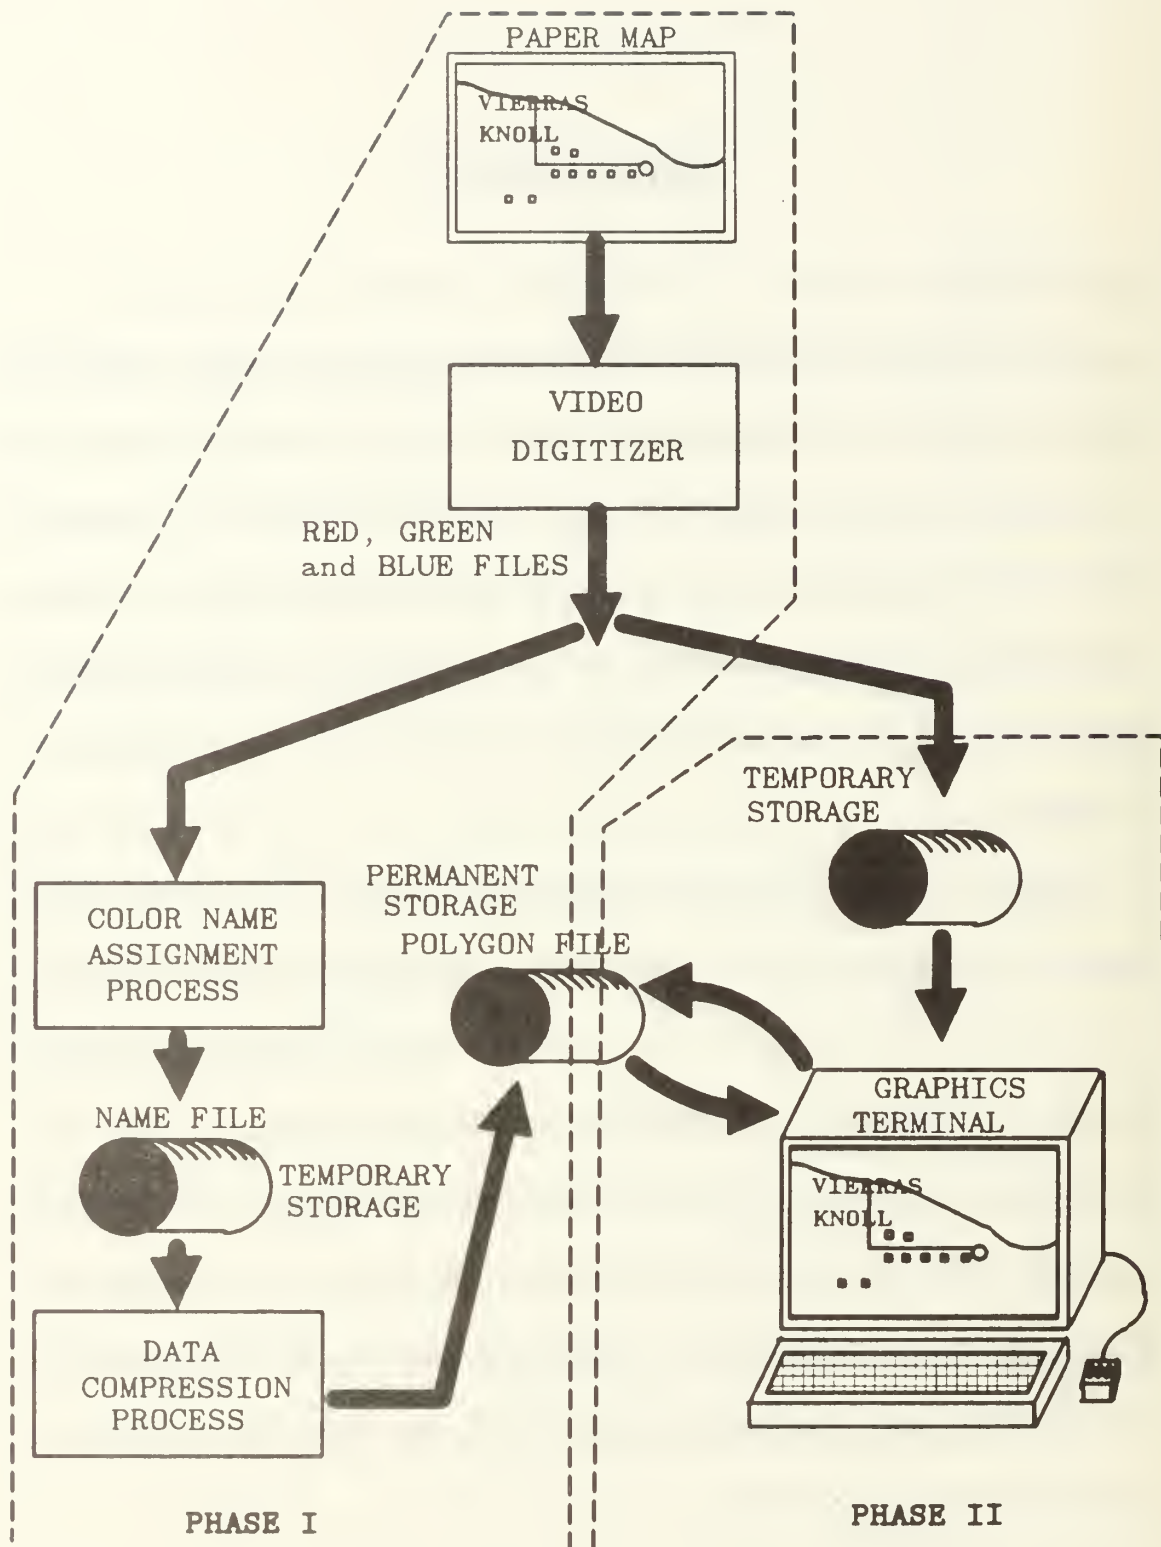 PAPER MAP
VIERRAS
KNOLL
VIDEO
DIGITIZER
RED, GREEN
and BLUE FILES
TEMPORARY
STORAGE
PERMANENT
STORAGE
POLYGON FILE
COLOR NAME
ASSIGNMENT
PROCESS
NAME FILE
TEMPORARY
STORAGE
GRAPHICS
TERMINAL
VIERRAS
KNOLL
DATA
COMPRESSION
PROCESS
PHASE I
PHASE II